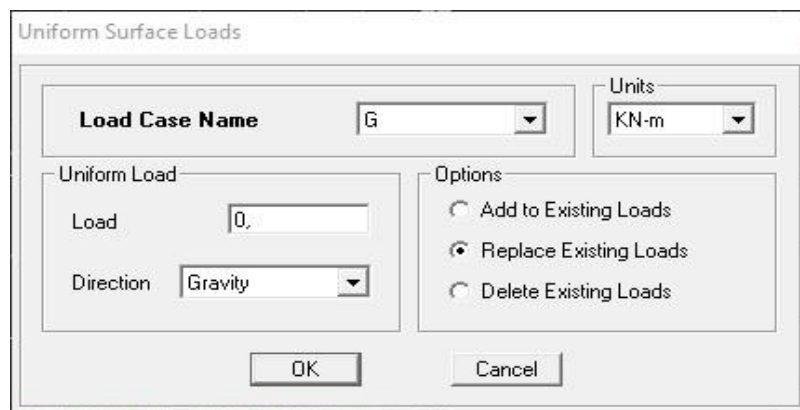 Uniform Surface Loads
Units
Load Case Name G KN-m
Uniform Load Options
Load 0, Add to Existing Loads
Replace Existing Loads
Direction Gravity Delete Existing Loads
OK Cancel